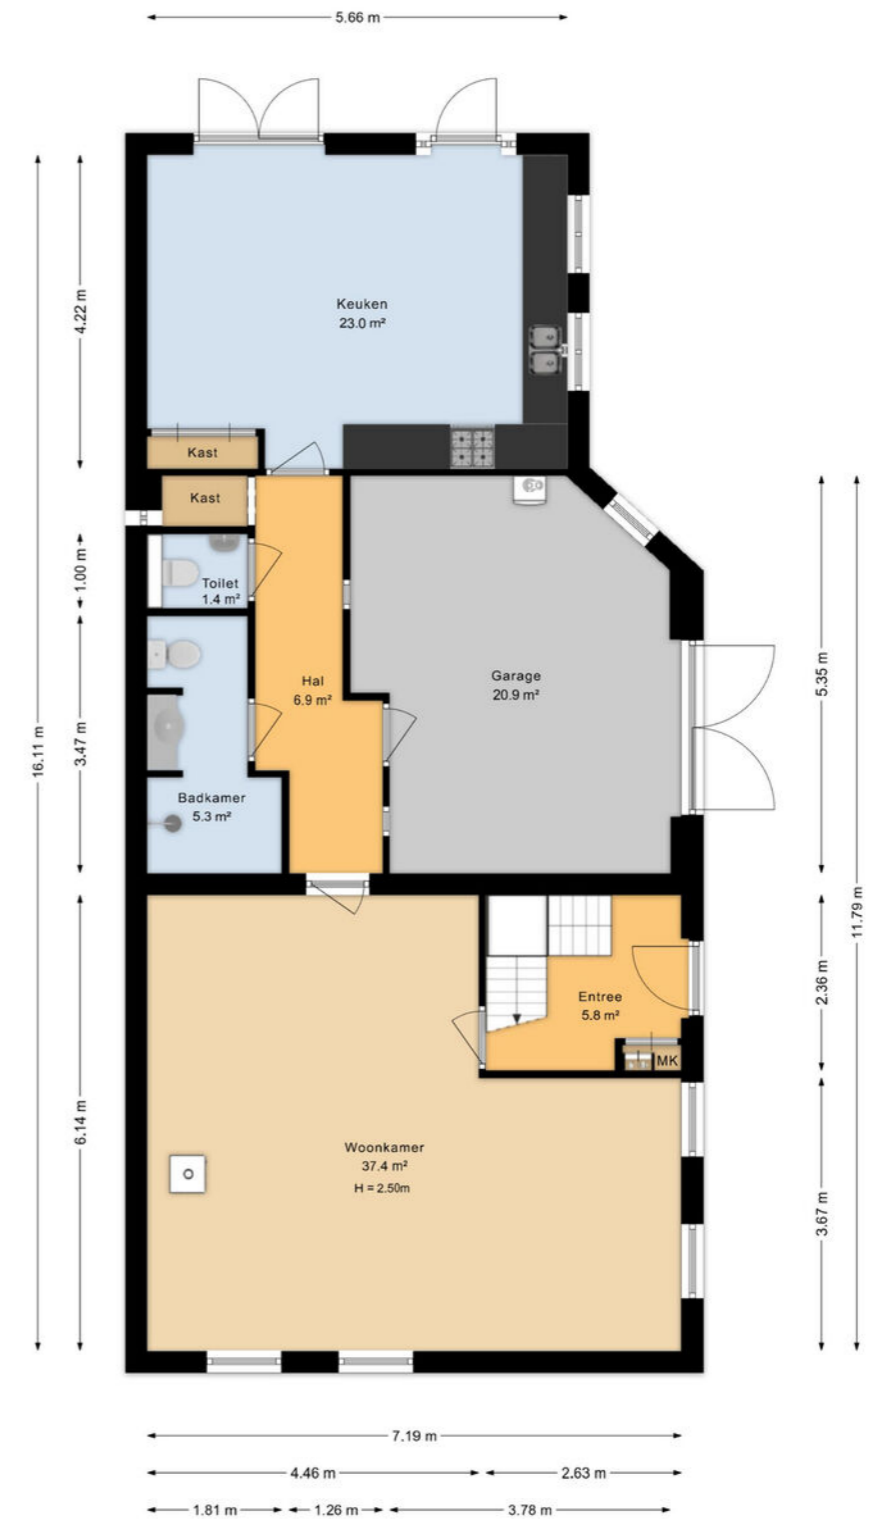 5.66 m
4.22 m
16.11 m
1.00 m
3.47 m
6.14 m
Keuken
23.0 m²
Kast
Kast
Toilet
1.4 m²
Hal
6.9 m²
Garage
20.9 m²
Badkamer
5.3 m²
Entree
5.8 m²
MK
Woonkamer
37.4 m²
H = 2.50m
5.35 m
11.79 m
2.36 m
3.67 m
7.19 m
4.46 m
2.63 m
1.81 m
1.26 m
3.78 m